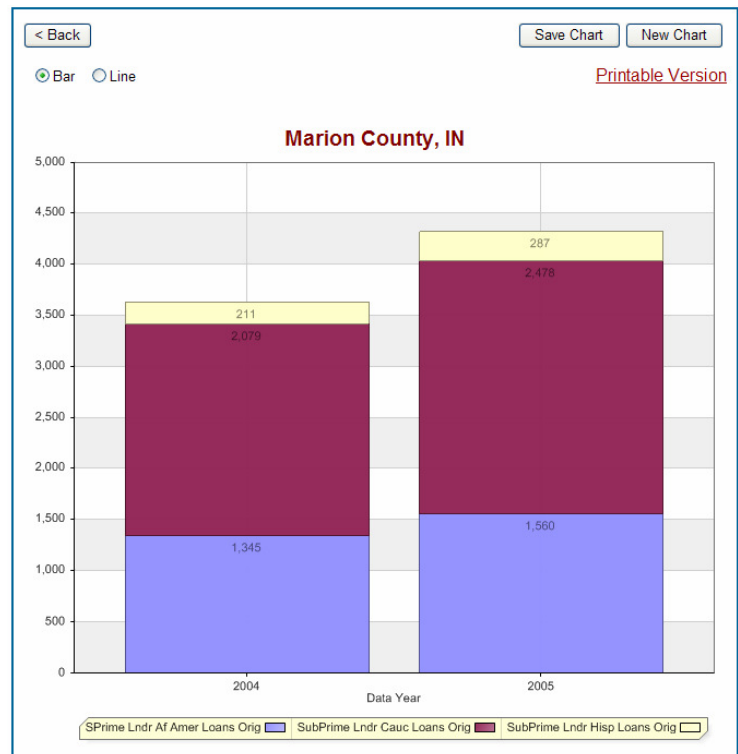 < Back
Save Chart
New Chart
Bar
Line
Printable Version
Marion County, IN
5,000
4,500
4,000
3,500
3,000
2,500
2,000
1,500
1,000
500
0
211
2,079
1,345
287
2,478
1,560
2004
2005
Data Year
SPrime Lndr Af Amer Loans Orig
SubPrime Lndr Cauc Loans Orig
SubPrime Lndr Hisp Loans Orig